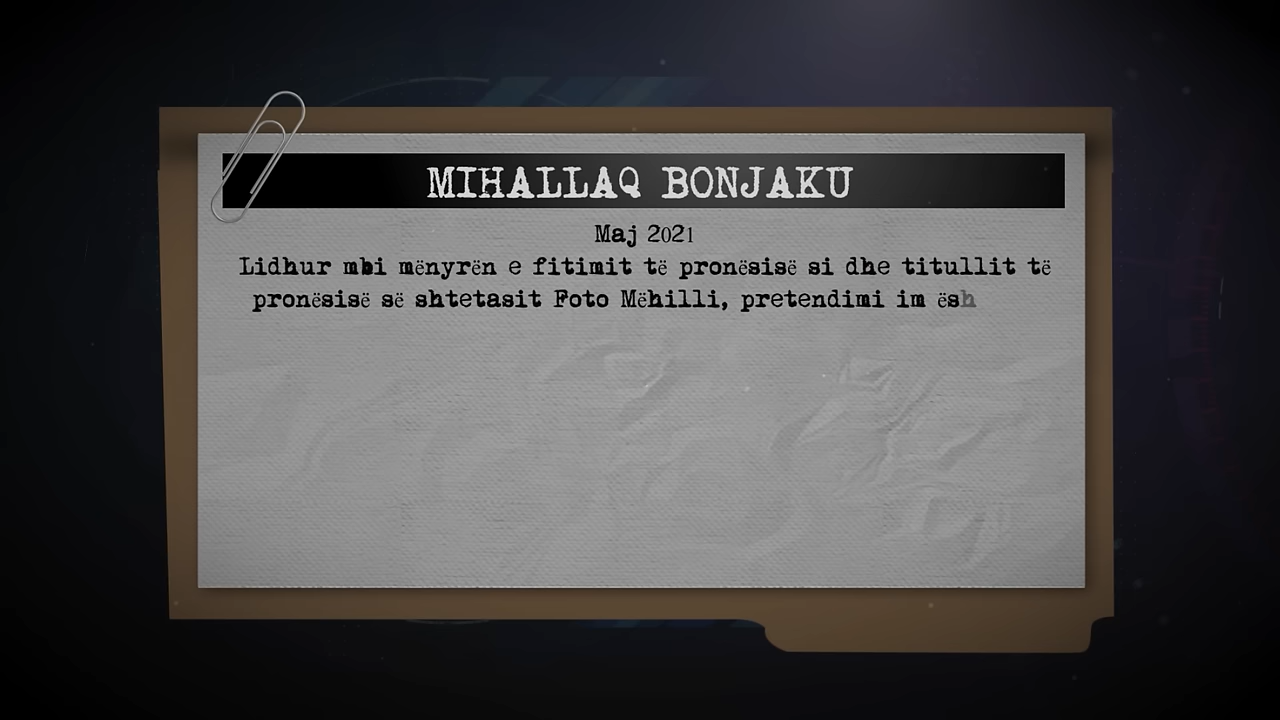 MIHALLAQ BONJAKU
Maj 2021
Lidhur mbi mënyrën e fitimit të pronësisë si dhe titullit të
pronësisë së shtetasit Foto Mëhilli, pretendimi im ësh